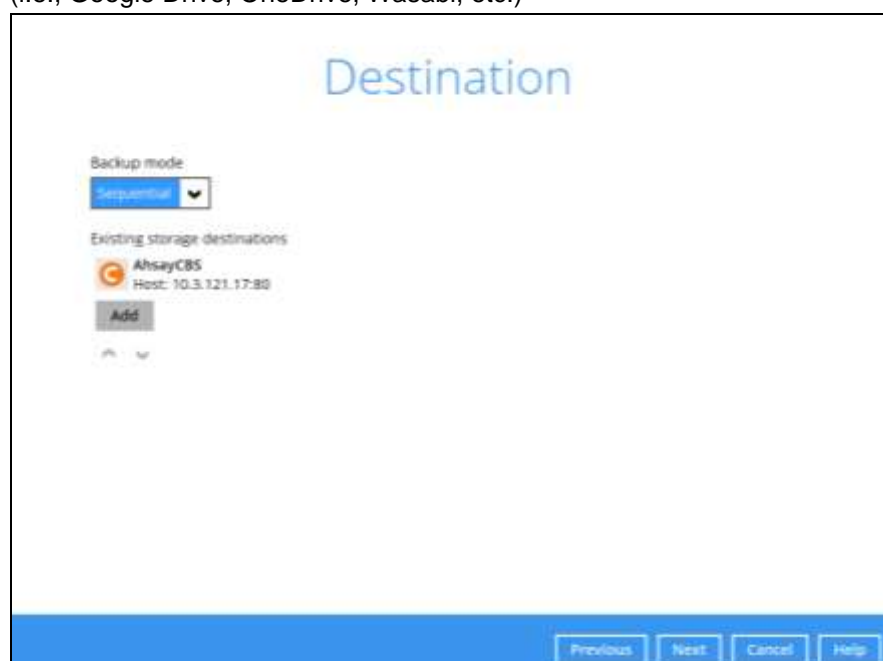 (i.e., Google Drive, OneDrive, Wasabi, etc.)
Destination
Backup mode
Sequential
Existing storage destinations
AhsayCBS
Host: 10.3.121.17:80
Add
Previous Next Cancel Help